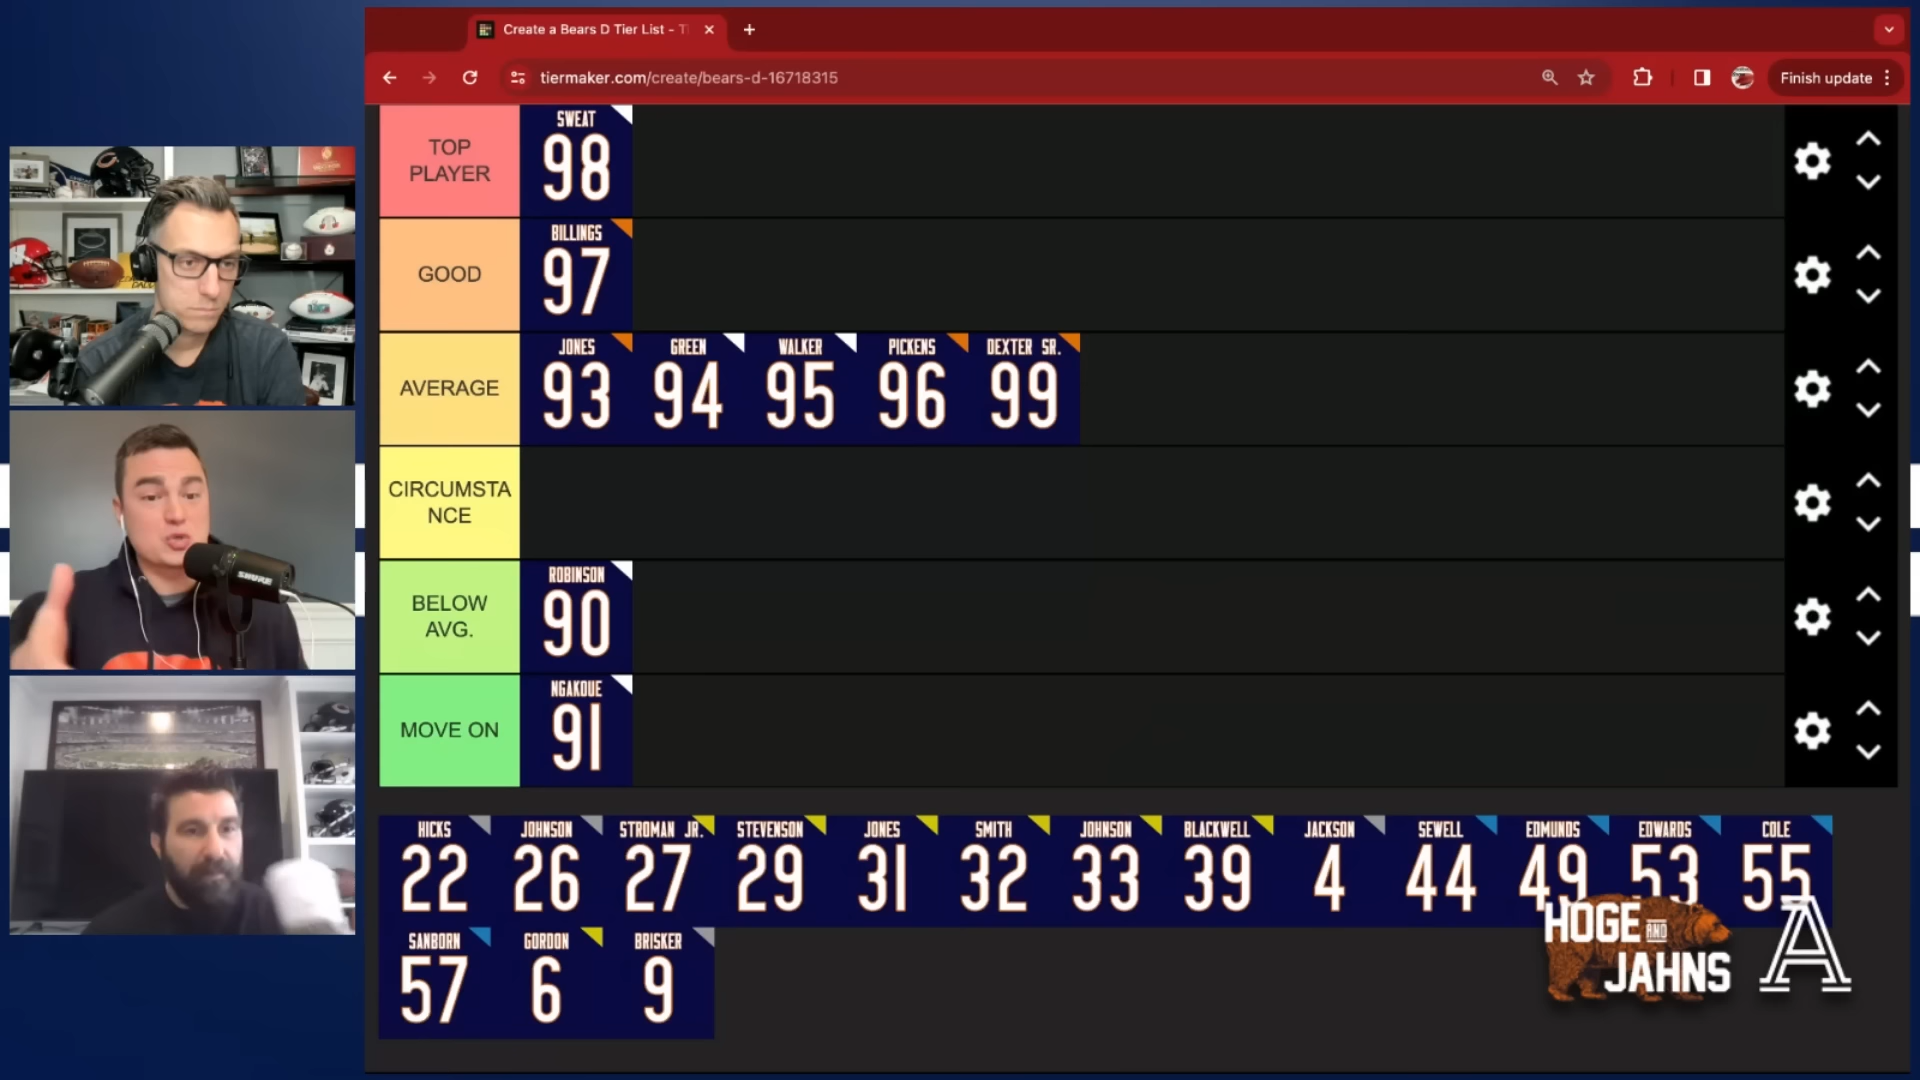 Create a Bears D Tier List - T
tiermaker.com/create/bears-d-16718315
Finish update
TOP
PLAYER
SWEAT
98
GOOD
BILLINGS
97
AVERAGE
JONES GREEN WALKER PICKENS DEXTER SR.
93 94 95 96 99
CIRCUMSTA
NCE
BELOW
AVG.
ROBINSON
90
MOVE ON
NGAKOUE
91
HICKS JOHNSON STROMAN JR. STEVENSON JONES SMITH JOHNSON BLACKWELL JACKSON SEWELL EDMUNDS EDWARDS COLE
22 26 27 29 31 32 33 39 4 44 49 53 55
SANBORN GORDON BRISKER
57 6 9
HOGE AND
JAHNS
A
SHURE